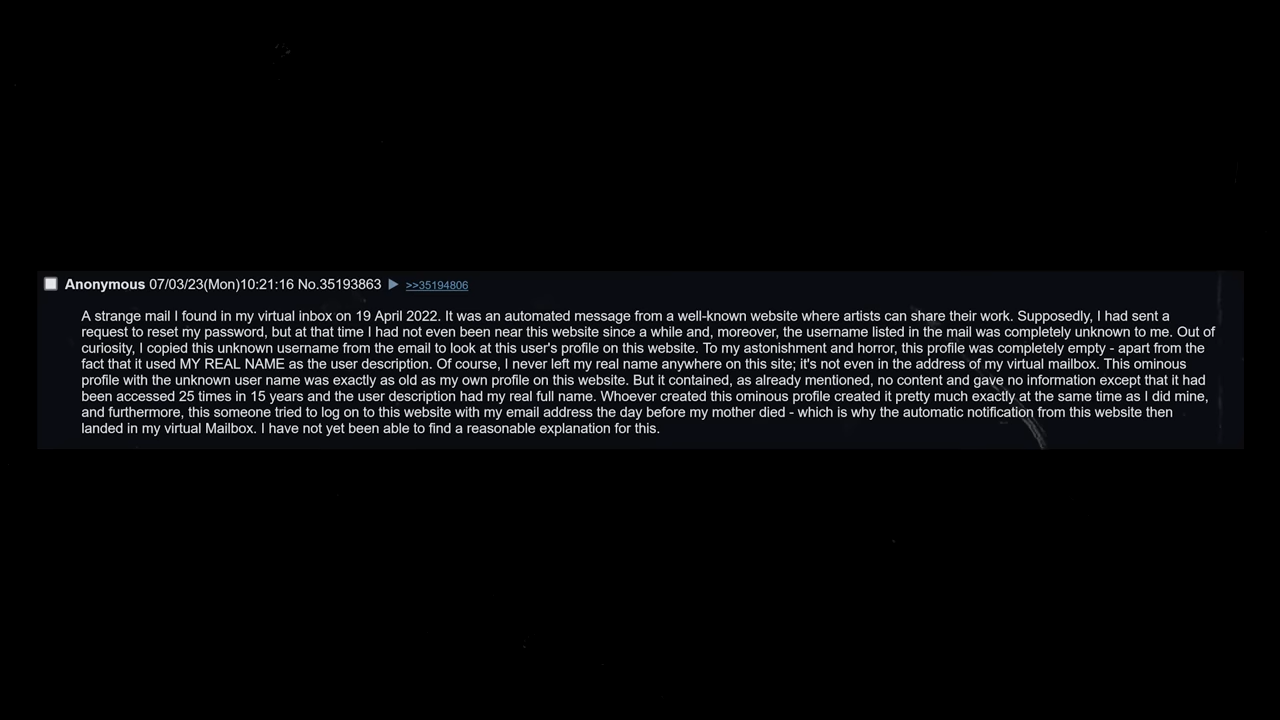 Anonymous 07/03/23(Mon)10:21:16 No.35193863 ▶ >>35194806
A strange mail I found in my virtual inbox on 19 April 2022. It was an automated message from a well-known website where artists can share their work. Supposedly, I had sent a
request to reset my password, but at that time I had not even been near this website since a while and, moreover, the username listed in the mail was completely unknown to me. Out of
curiosity, I copied this unknown username from the email to look at this user's profile on this website. To my astonishment and horror, this profile was completely empty - apart from the
fact that it used MY REAL NAME as the user description. Of course, I never left my real name anywhere on this site; it's not even in the address of my virtual mailbox. This ominous
profile with the unknown user name was exactly as old as my own profile on this website. But it contained, as already mentioned, no content and gave no information except that it had
been accessed 25 times in 15 years and the user description had my real full name. Whoever created this ominous profile created it pretty much exactly at the same time as I did mine,
and furthermore, this someone tried to log on to this website with my email address the day before my mother died - which is why the automatic notification from this website then
landed in my virtual Mailbox. I have not yet been able to find a reasonable explanation for this.